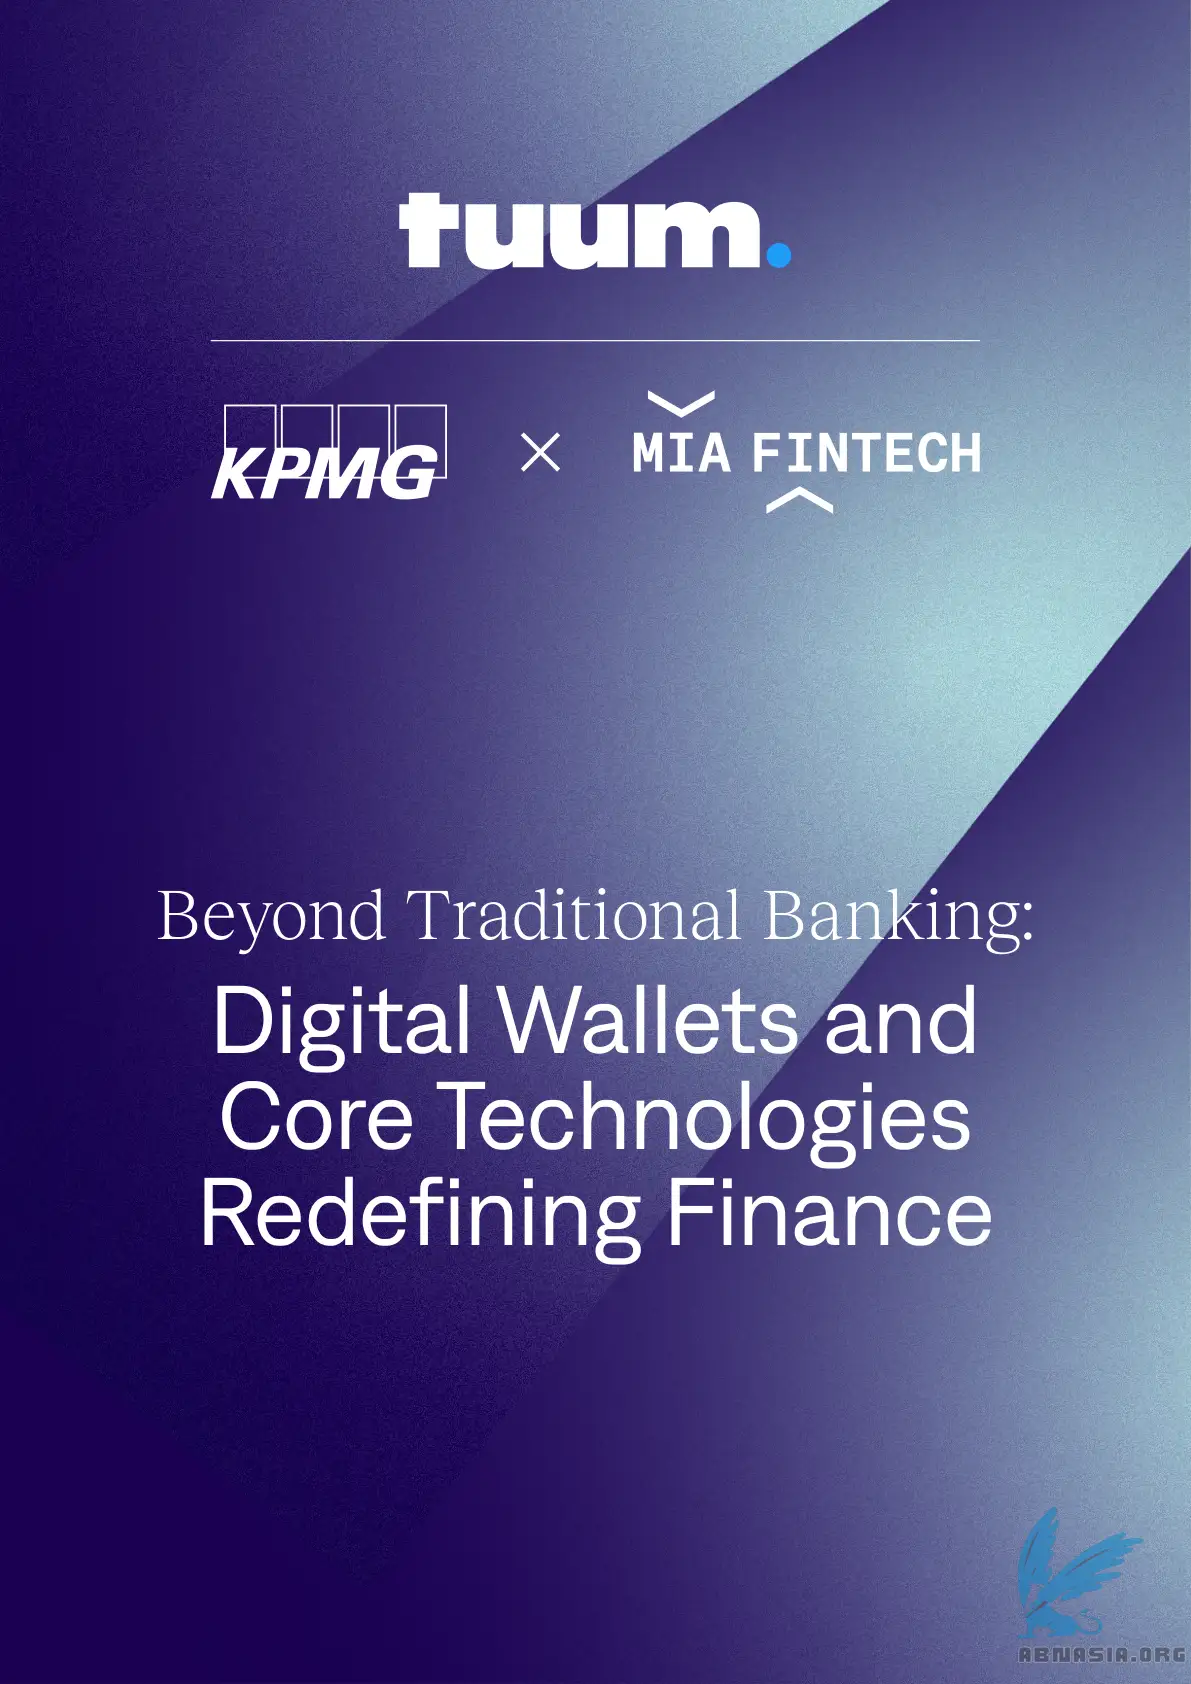 tuum.
KPMG × MIA FINTECH
Beyond Traditional Banking:
Digital Wallets and
Core Technologies
Redefining Finance
ABNASIA.ORG